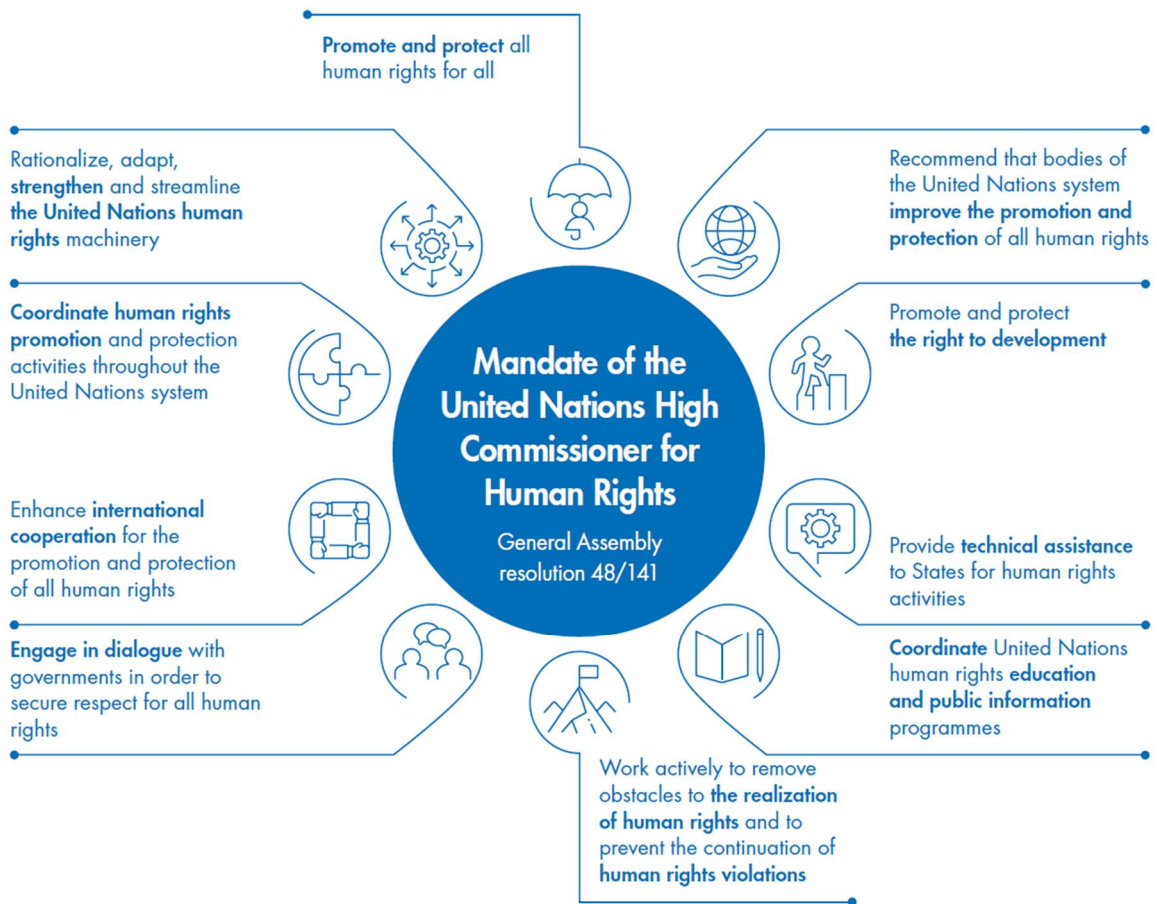 Promote and protect all
human rights for all
Recommend that bodies of
the United Nations system
improve the promotion and
protection of all human rights
Promote and protect
the right to development
Provide technical assistance
to States for human rights
activities
Coordinate United Nations
human rights education
and public information
programmes
Work actively to remove
obstacles to the realization
of human rights and to
prevent the continuation of
human rights violations
Engage in dialogue with
governments in order to
secure respect for all human
rights
Enhance international
cooperation for the
promotion and protection
of all human rights
Coordinate human rights
promotion and protection
activities throughout the
United Nations system
Rationalize, adapt,
strengthen and streamline
the United Nations human
rights machinery
Mandate of the
United Nations High
Commissioner for
Human Rights
General Assembly
resolution 48/141